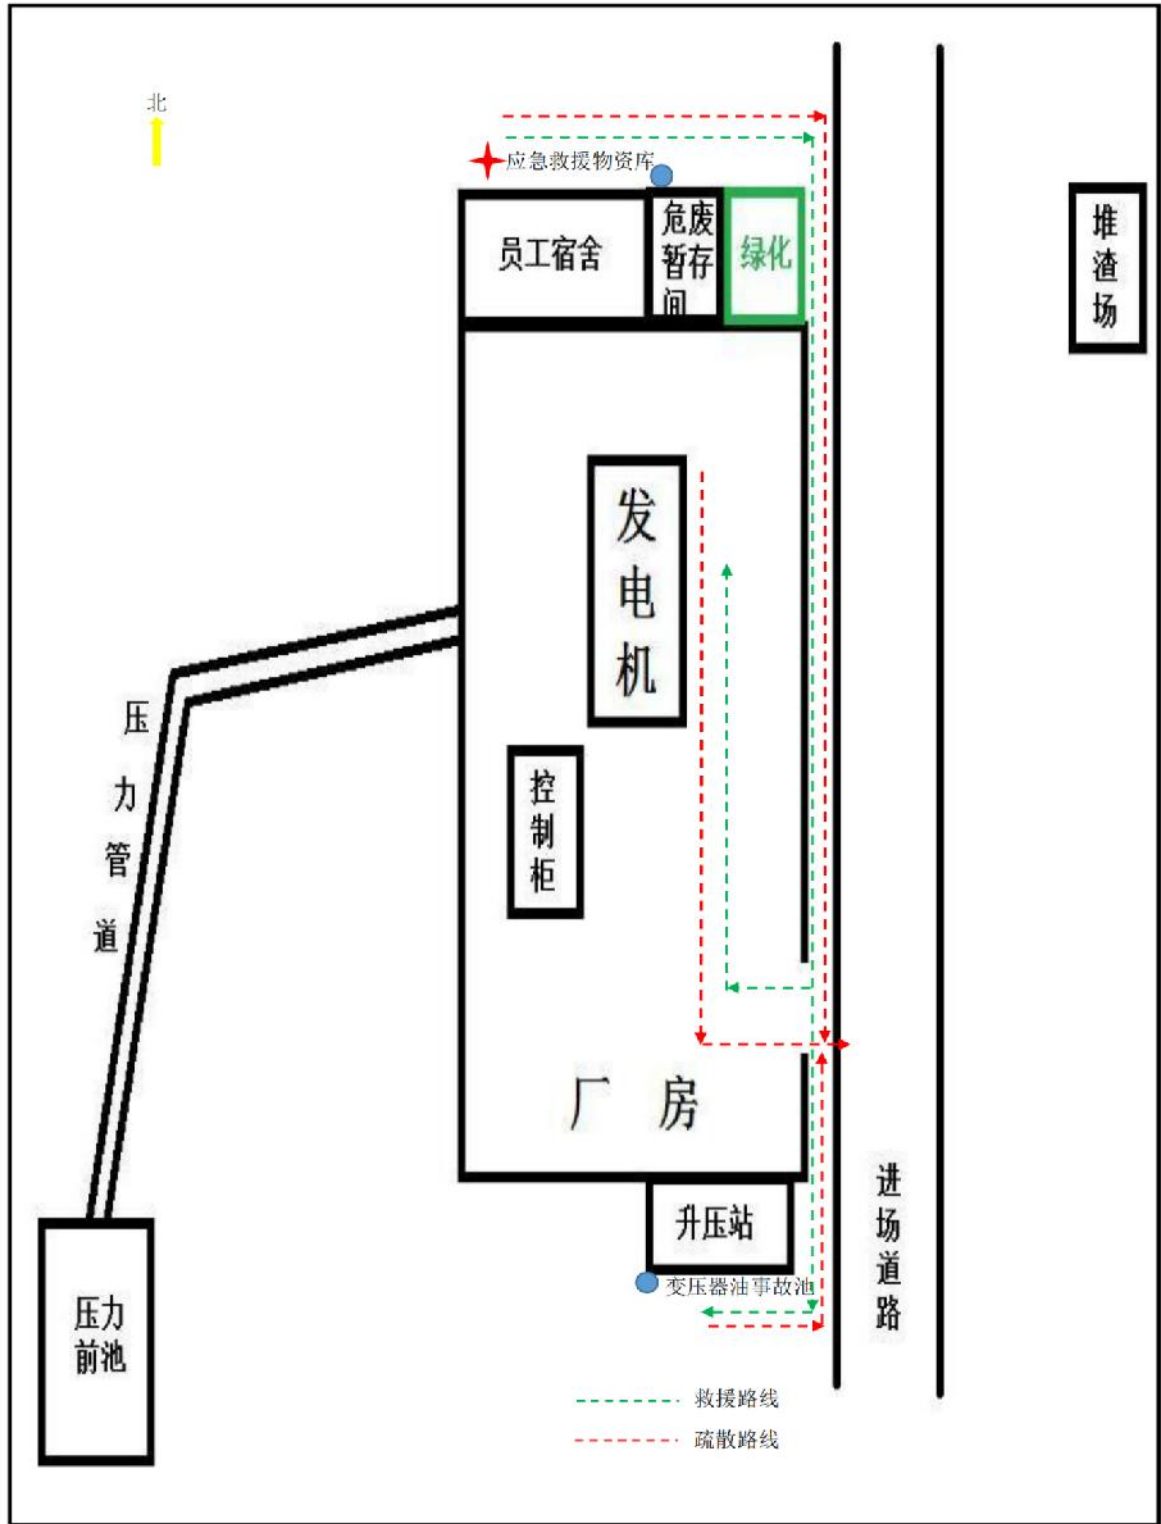 北
应急救援物资库
员工宿舍
危废
暂存
间
绿化
堆
渣
场
发
电
机
压
力
管
道
控
制
柜
厂 房
升压站
变压器油事故池
进
场
道
路
压力
前池
救援路线
疏散路线